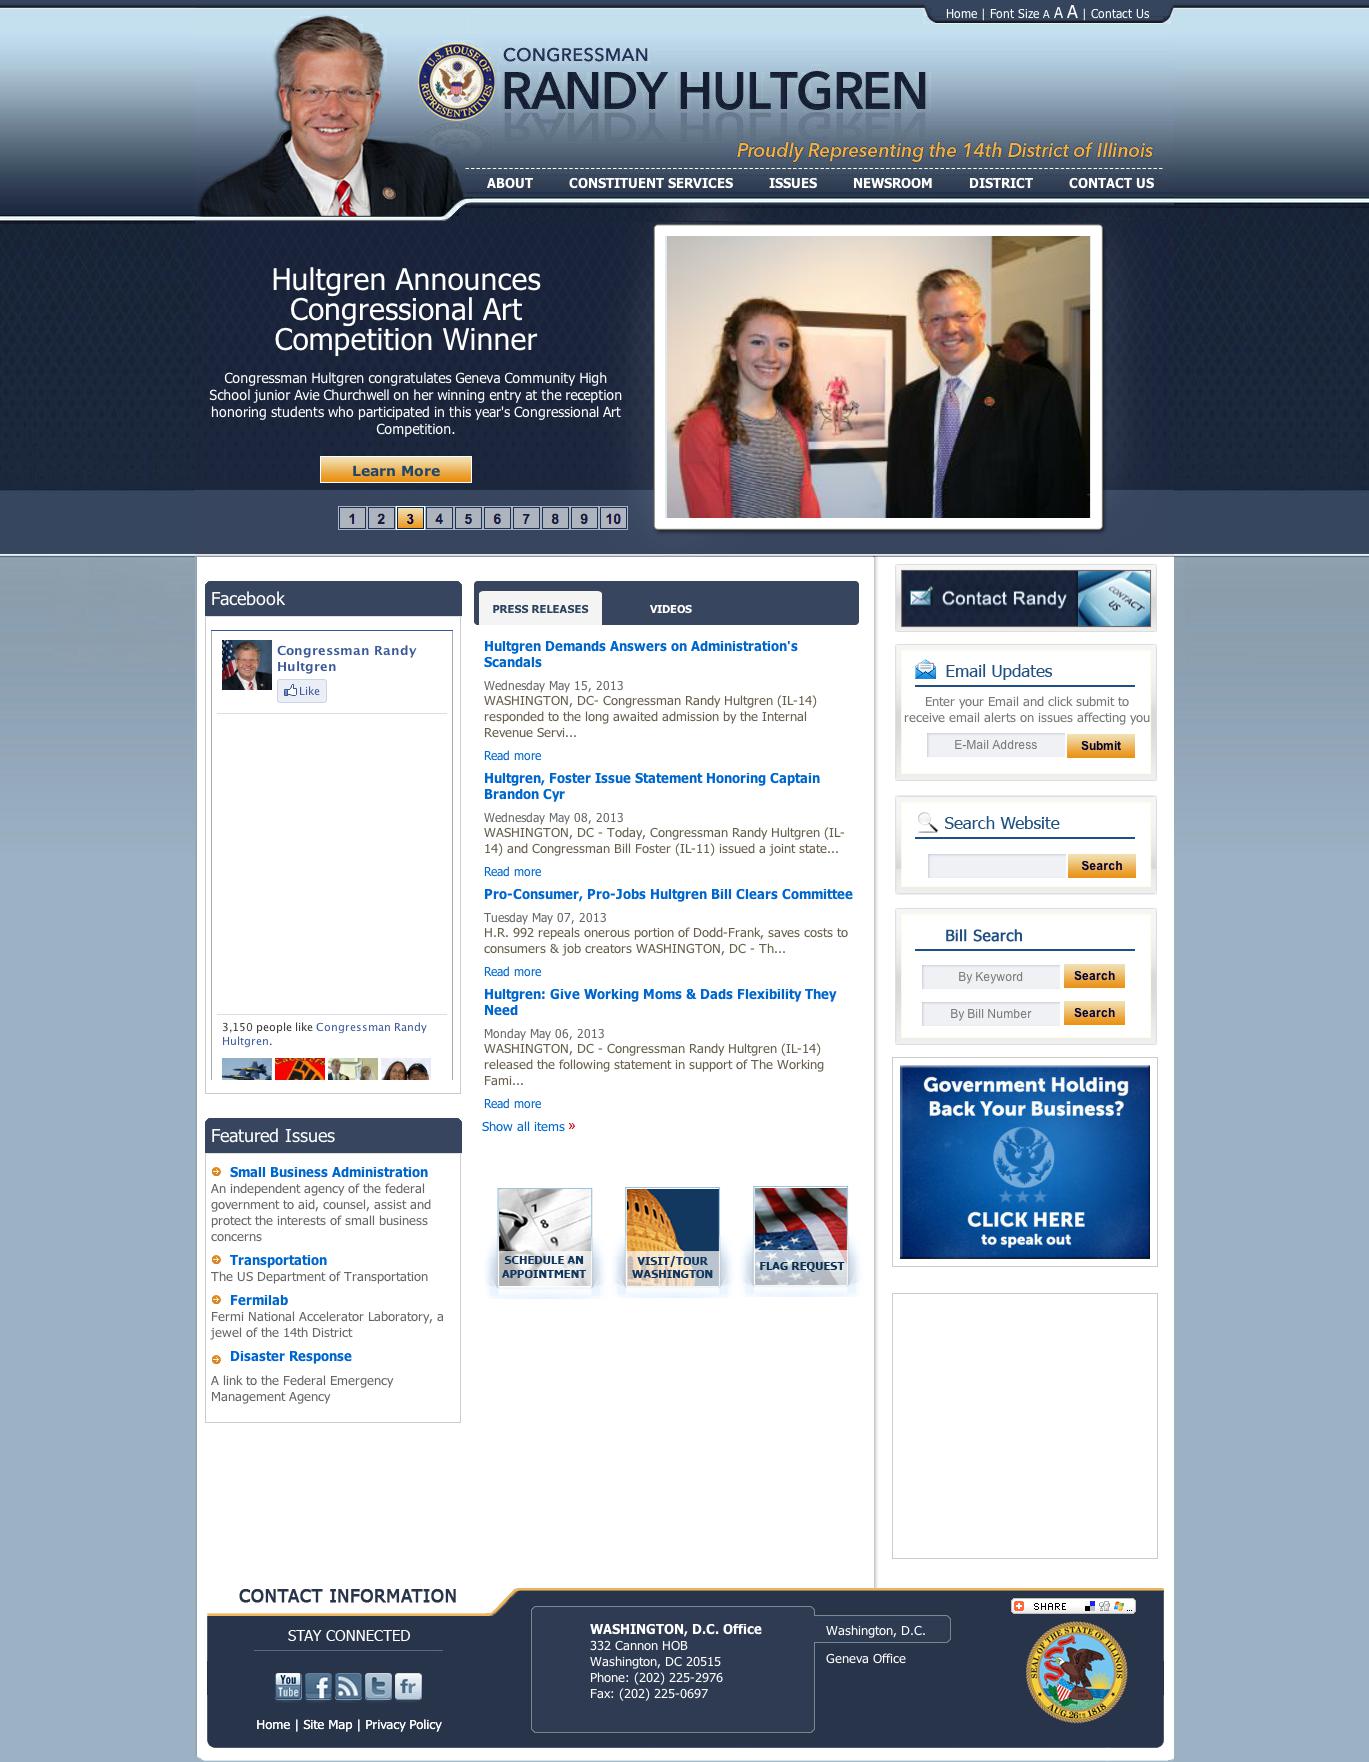 Home | Font Size A A A | Contact Us
U.S. HOUSE OF REPRESENTATIVES
CONGRESSMAN
RANDY HULTGREN
Proudly Representing the 14th District of Illinois
ABOUT CONSTITUENT SERVICES ISSUES NEWSROOM DISTRICT CONTACT US
Hultgren Announces
Congressional Art
Competition Winner
Congressman Hultgren congratulates Geneva Community High
School junior Avie Churchwell on her winning entry at the reception
honoring students who participated in this year's Congressional Art
Competition.
Learn More
1 2 3 4 5 6 7 8 9 10
Facebook
Congressman Randy
Hultgren
Like
3,150 people like Congressman Randy
Hultgren.
Featured Issues
Small Business Administration
An independent agency of the federal
government to aid, counsel, assist and
protect the interests of small business
concerns
Transportation
The US Department of Transportation
Fermilab
Fermi National Accelerator Laboratory, a
jewel of the 14th District
Disaster Response
A link to the Federal Emergency
Management Agency
PRESS RELEASES VIDEOS
Hultgren Demands Answers on Administration's
Scandals
Wednesday May 15, 2013
WASHINGTON, DC- Congressman Randy Hultgren (IL-14)
responded to the long awaited admission by the Internal
Revenue Servi...
Read more
Hultgren, Foster Issue Statement Honoring Captain
Brandon Cyr
Wednesday May 08, 2013
WASHINGTON, DC - Today, Congressman Randy Hultgren (IL-
14) and Congressman Bill Foster (IL-11) issued a joint state...
Read more
Pro-Consumer, Pro-Jobs Hultgren Bill Clears Committee
Tuesday May 07, 2013
H.R. 992 repeals onerous portion of Dodd-Frank, saves costs to
consumers & job creators WASHINGTON, DC - Th...
Read more
Hultgren: Give Working Moms & Dads Flexibility They
Need
Monday May 06, 2013
WASHINGTON, DC - Congressman Randy Hultgren (IL-14)
released the following statement in support of The Working
Fami...
Read more
Show all items »
7
8
9
SCHEDULE AN
APPOINTMENT
VISIT/TOUR
WASHINGTON
FLAG REQUEST
Contact Randy
CONTACT
US
Email Updates
Enter your Email and click submit to
receive email alerts on issues affecting you
E-Mail Address Submit
Search Website
Search
Bill Search
By Keyword Search
By Bill Number Search
Government Holding
Back Your Business?
CLICK HERE
to speak out
CONTACT INFORMATION
STAY CONNECTED
You
Tube f t fr
Home | Site Map | Privacy Policy
WASHINGTON, D.C. Office
332 Cannon HOB
Washington, DC 20515
Phone: (202) 225-2976
Fax: (202) 225-0697
Washington, D.C.
Geneva Office
SHARE ...
SEAL OF THE STATE OF ILLINOIS
AUG. 26TH 1818